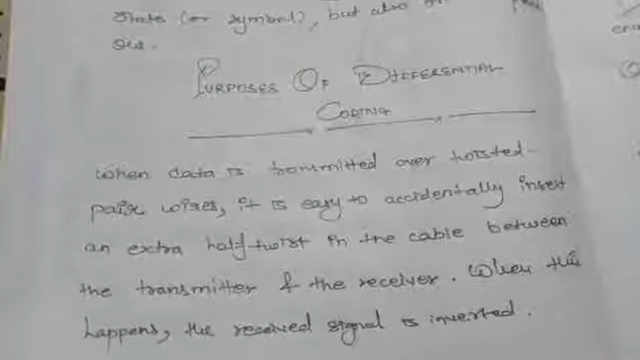 state (or symbol), but also on
PURPOSES OF DIFFERENTIAL
CODING
When data is transmitted over twisted-
pair wires, it is easy to accidentally insert
an extra half-twist in the cable between
the transmitter & the receiver. When this
happens, the received signal is inverted.